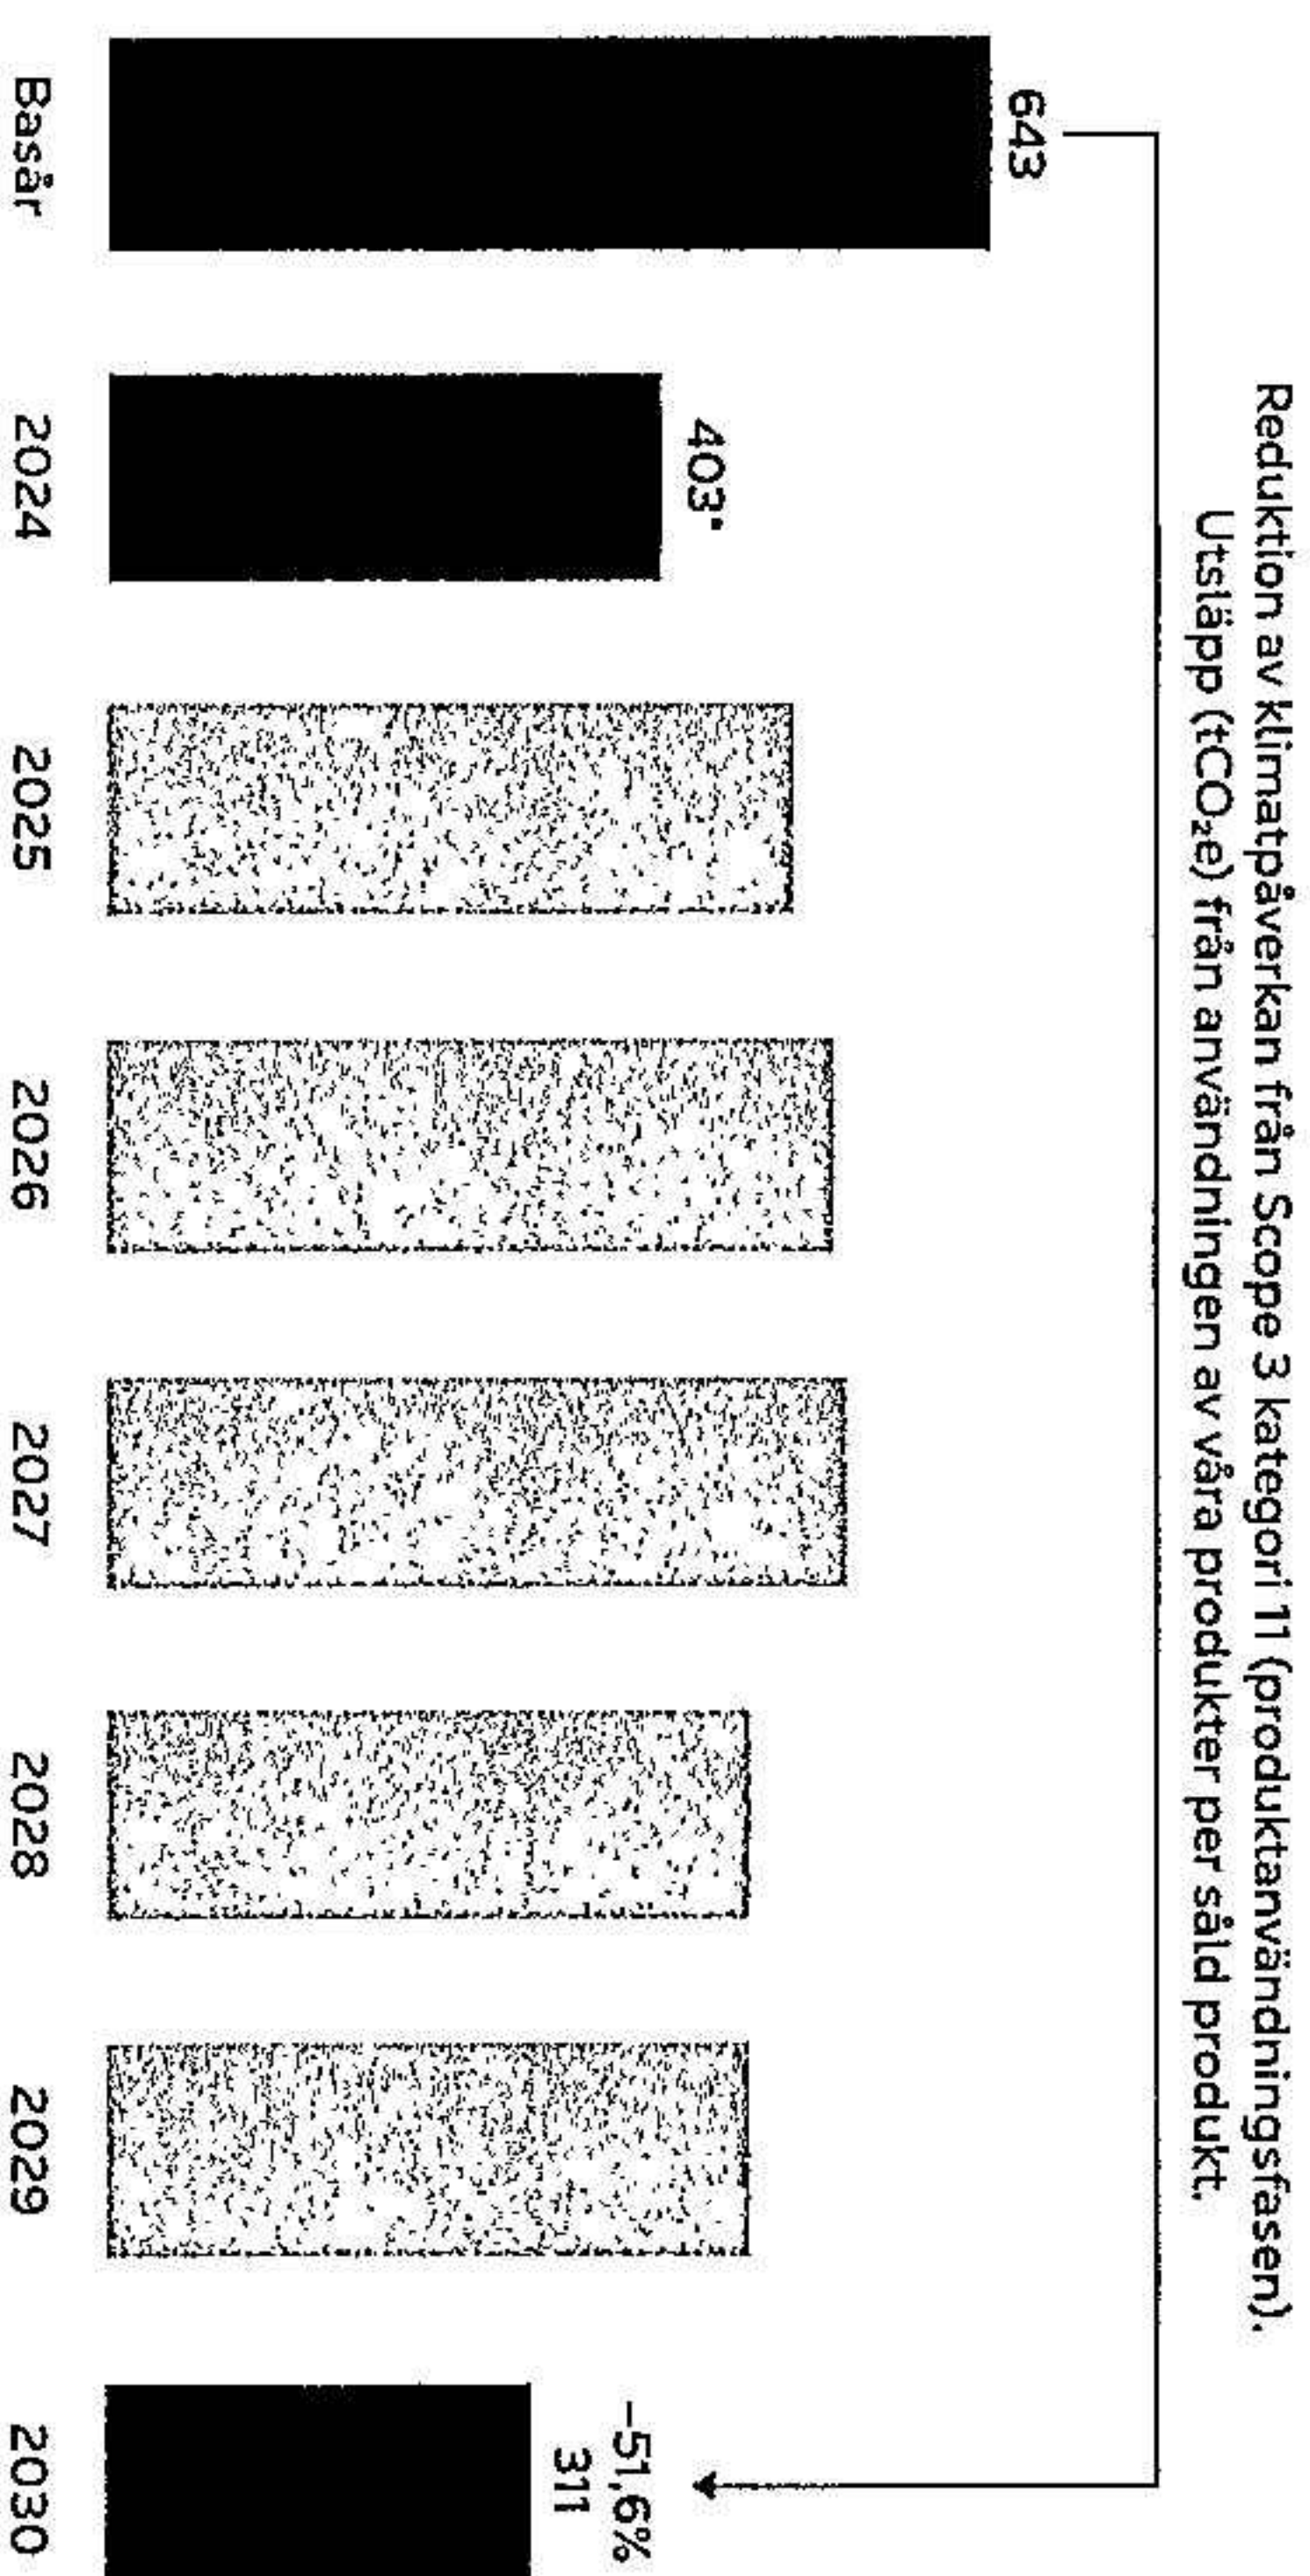 Reduktion av klimatpåverkan från Scope 3 kategori 11 (produktanvändningsfasen).
Utsläpp (tCO₂e) från användningen av våra produkter per såld produkt.
643
403*
-51,6%
311
Basår 2024 2025 2026 2027 2028 2029 2030